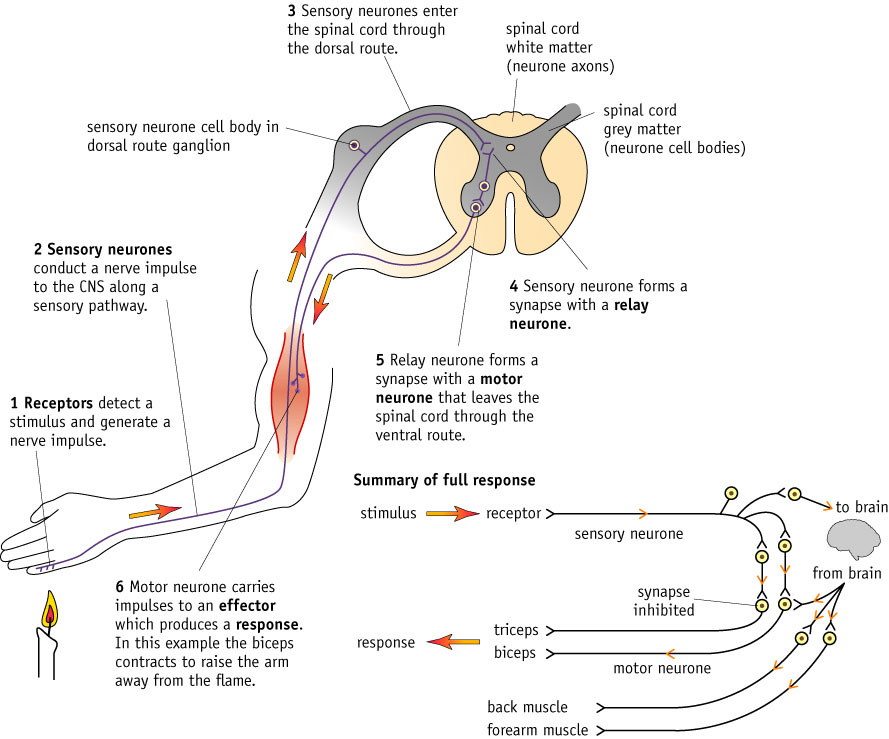 3 Sensory neurones enter
the spinal cord through
the dorsal route.
spinal cord
white matter
(neurone axons)
spinal cord
grey matter
(neurone cell bodies)
sensory neurone cell body in
dorsal route ganglion
2 Sensory neurones
conduct a nerve impulse
to the CNS along a
sensory pathway.
4 Sensory neurone forms a
synapse with a relay
neurone.
5 Relay neurone forms a
synapse with a motor
neurone that leaves the
spinal cord through the
ventral route.
1 Receptors detect a
stimulus and generate a
nerve impulse.
6 Motor neurone carries
impulses to an effector
which produces a response.
In this example the biceps
contracts to raise the arm
away from the flame.
Summary of full response
stimulus
receptor
sensory neurone
to brain
from brain
synapse
inhibited
response
triceps
biceps
motor neurone
back muscle
forearm muscle